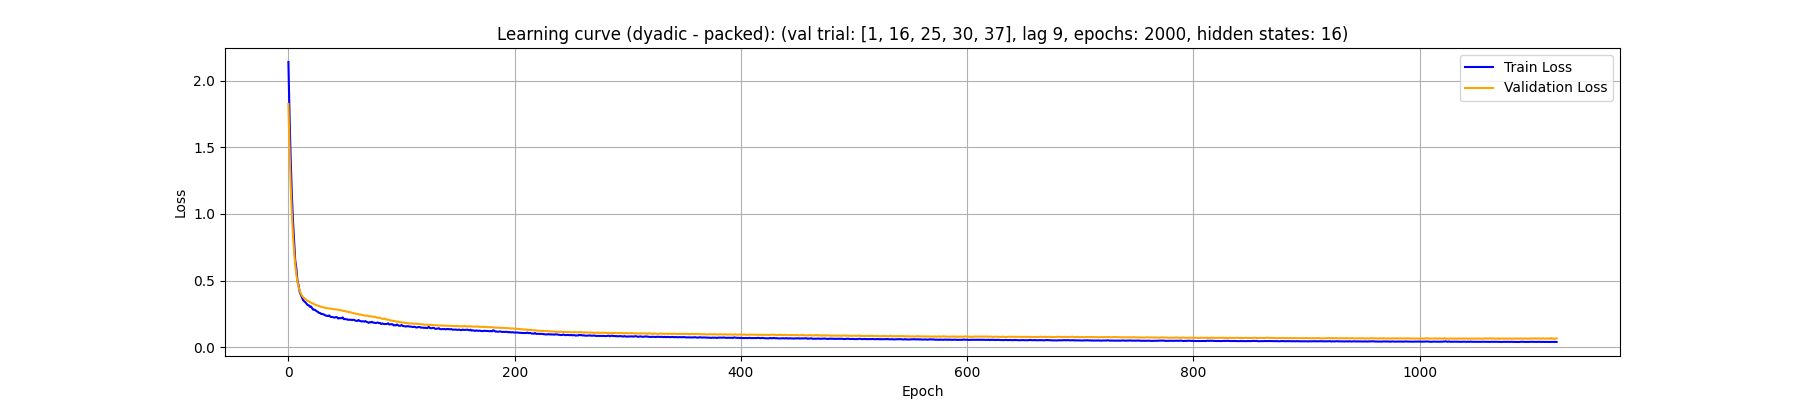 Learning curve (dyadic - packed): (val trial: [1, 16, 25, 30, 37], lag 9, epochs: 2000, hidden states: 16)
Train Loss
Validation Loss
2.0
1.5
1.0
0.5
0.0
Loss
0 200 400 600 800 1000
Epoch